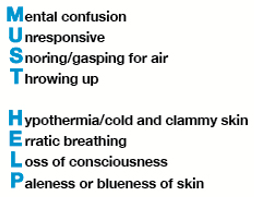 Mental confusion
Unresponsive
Snoring/gasping for air
Throwing up
Hypothermia/cold and clammy skin
Erratic breathing
Loss of consciousness
Paleness or blueness of skin